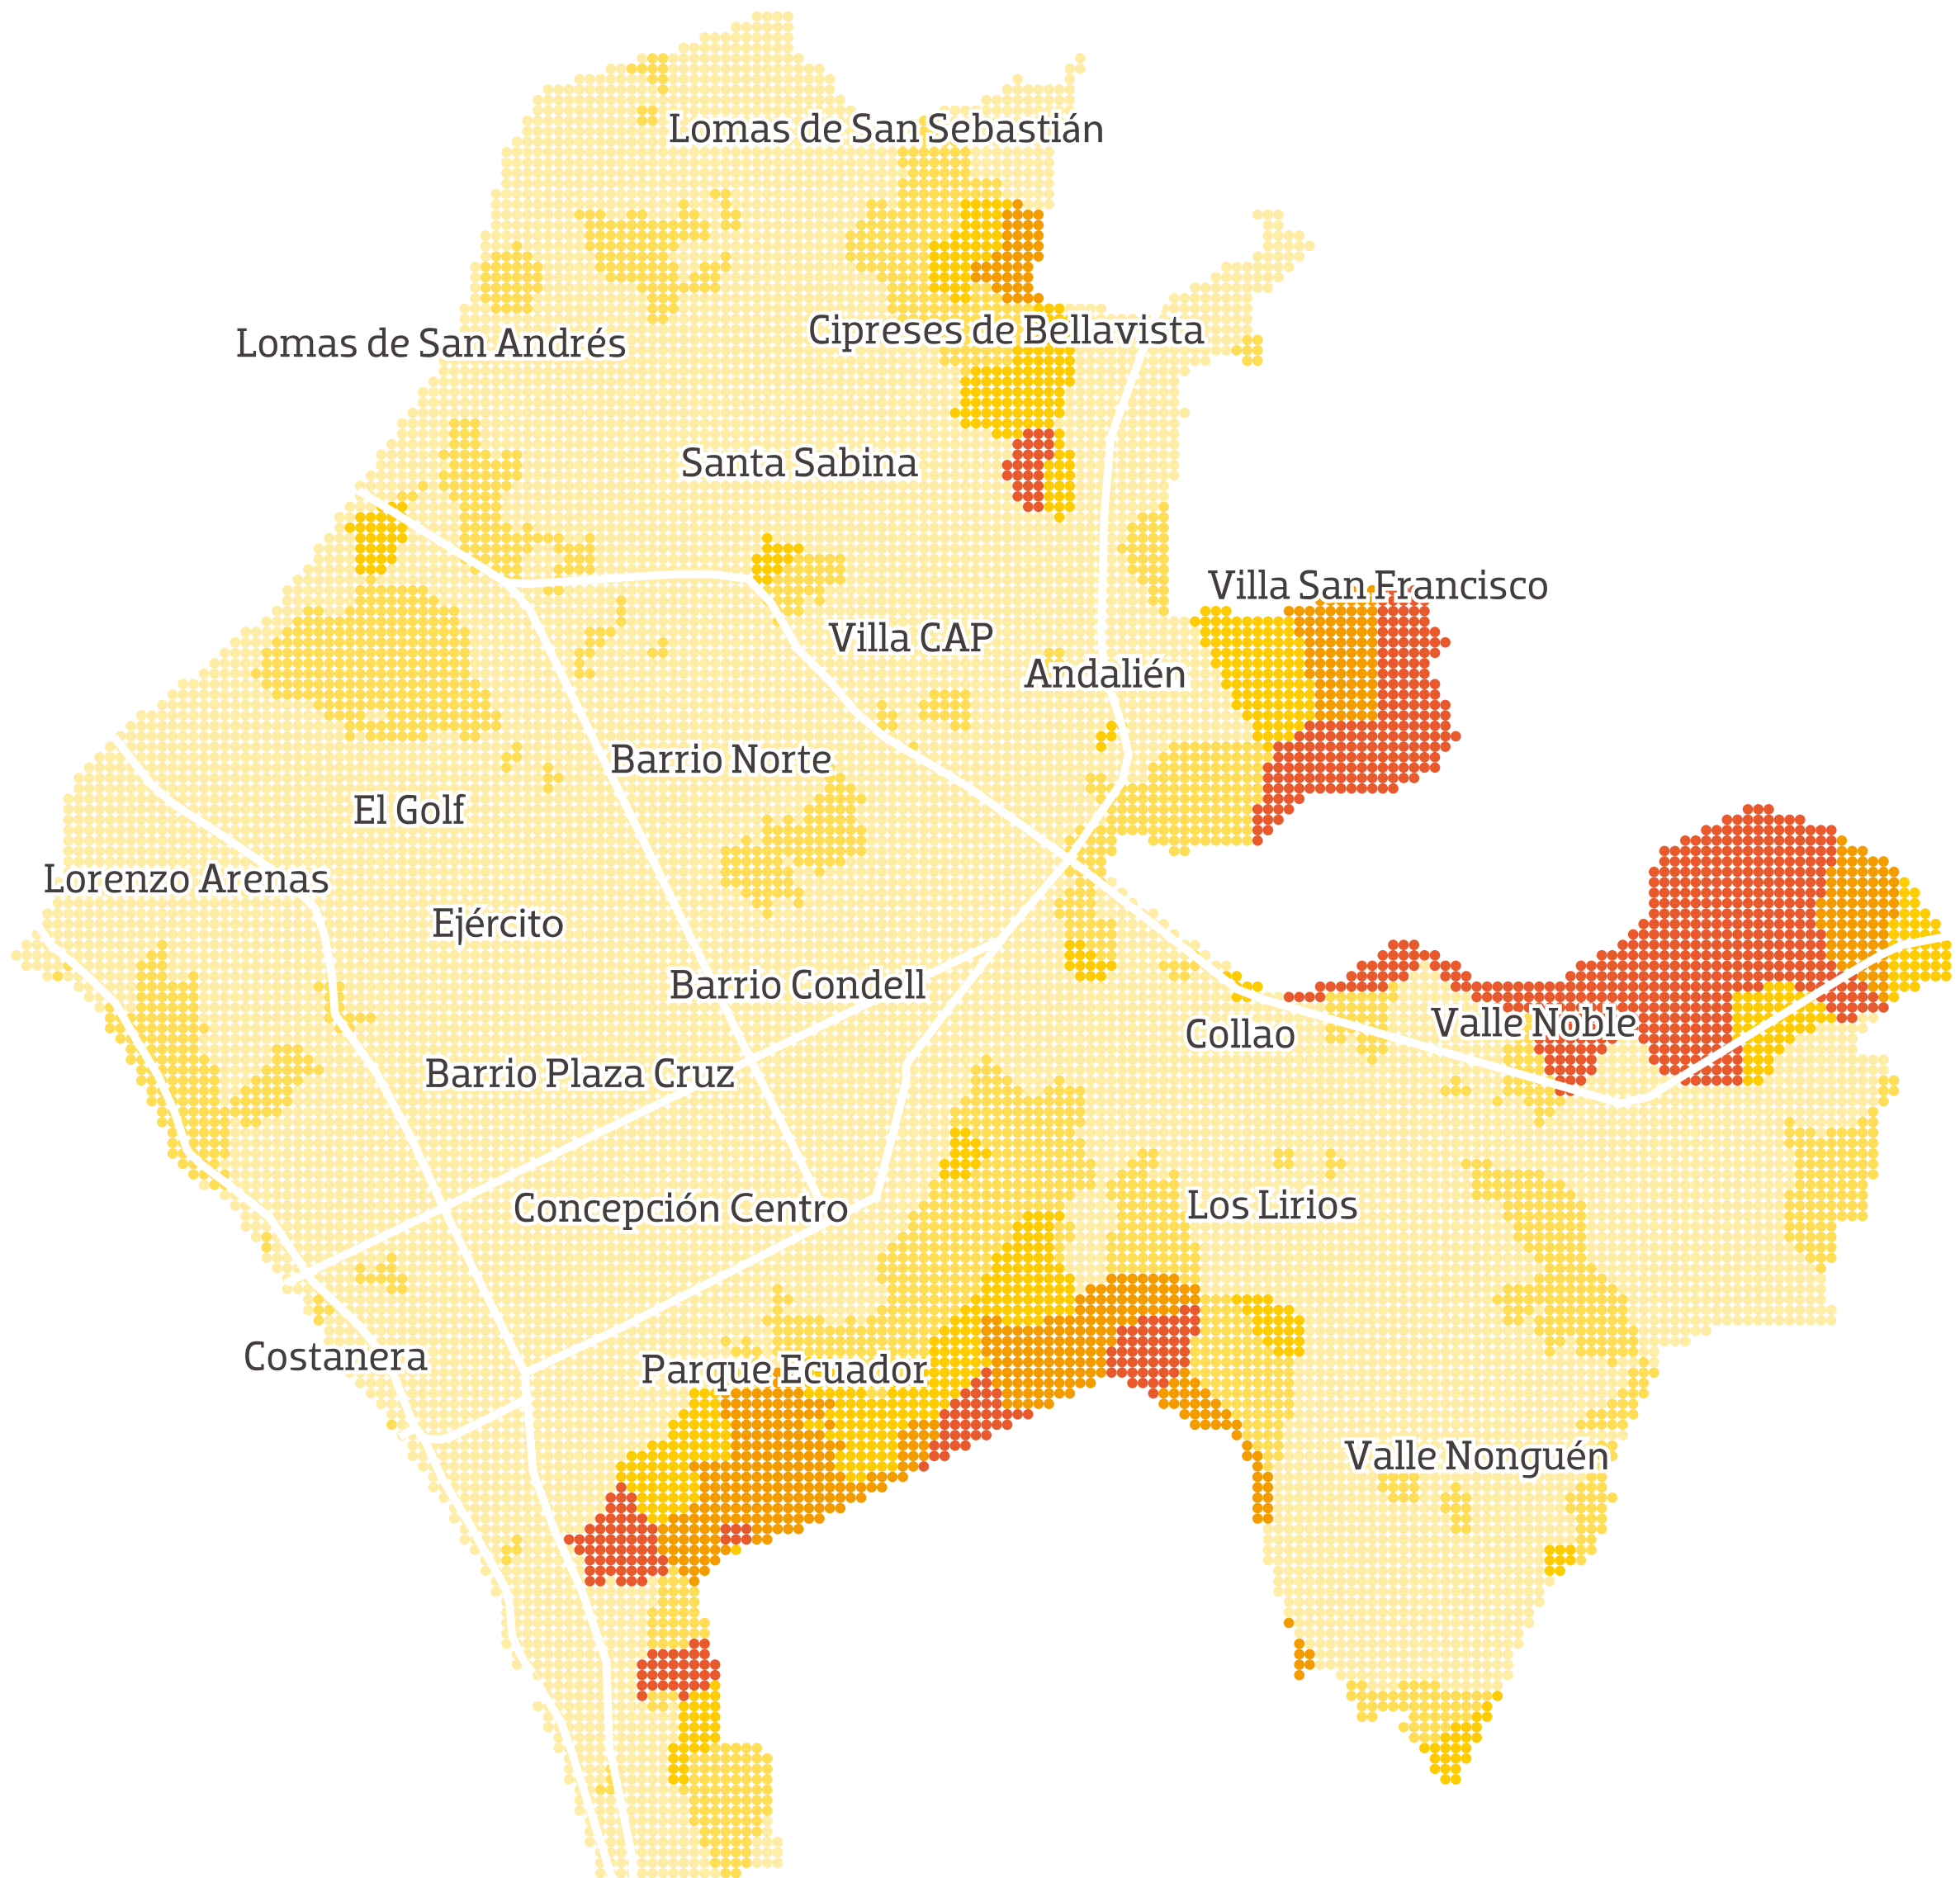 Lomas de San Sebastián
Cipreses de Bellavista
Lomas de San Andrés
Santa Sabina
Villa San Francisco
Villa CAP
Andalién
Barrio Norte
El Golf
Lorenzo Arenas
Ejército
Barrio Condell
Valle Noble
Collao
Barrio Plaza Cruz
Los Lirios
Concepción Centro
Costanera
Parque Ecuador
Valle Nonguén